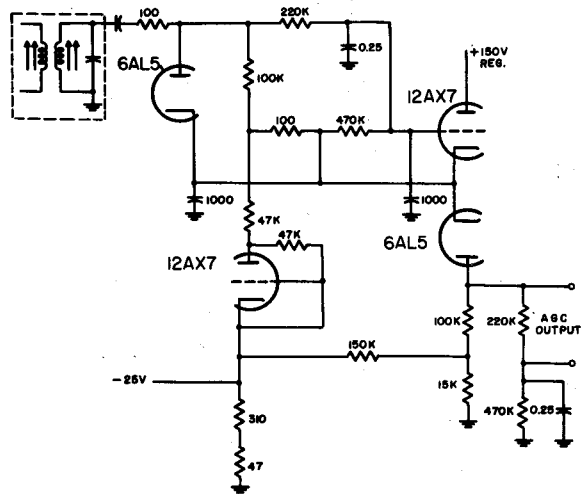 100
220K
0.25
+150V
REG.
6AL5
100K
12AX7
100
470K
1000
1000
47K
47K
6AL5
12AX7
100K
220K
AGC
OUTPUT
150K
-25V
15K
310
470K
0.25
47